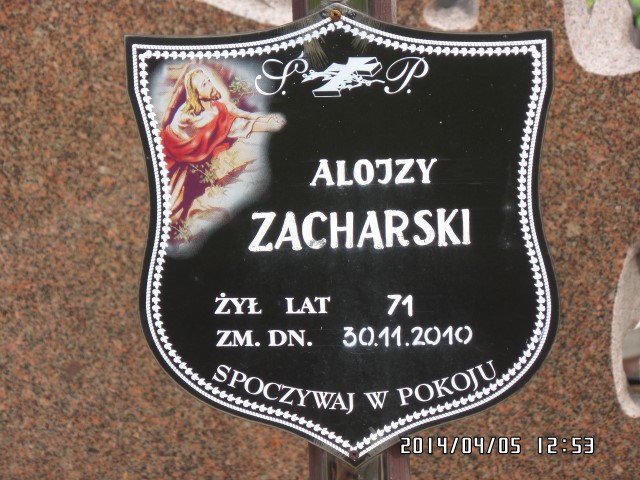 Ś. P.
ALOJZY
ZACHARSKI
ŻYŁ LAT 71
ZM. DN. 30.11.2010
SPOCZYWAJ W POKOJU
2014/04/05 12:53